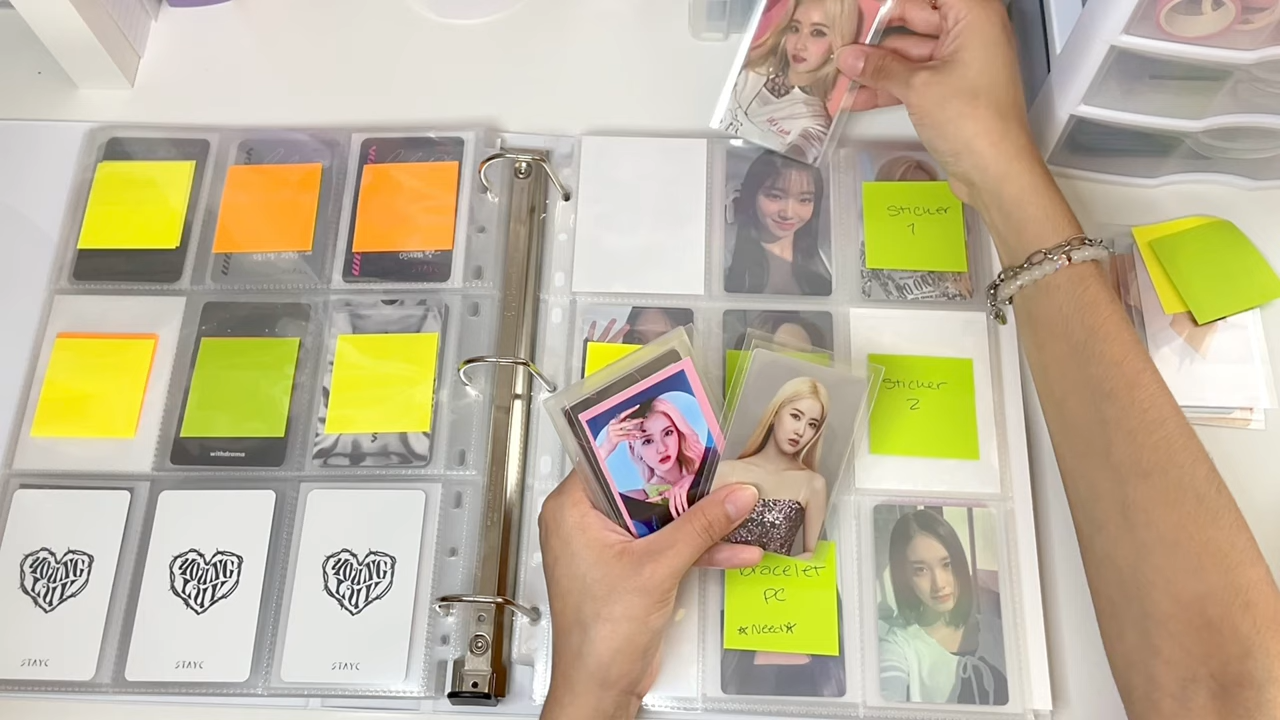 Sticker
1
withdrama
Sticker
2
YOUNG
LUV
YOUNG
LUV
YOUNG
LUV
STAYC
STAYC
STAYC
bracelet
PC
☆Need☆